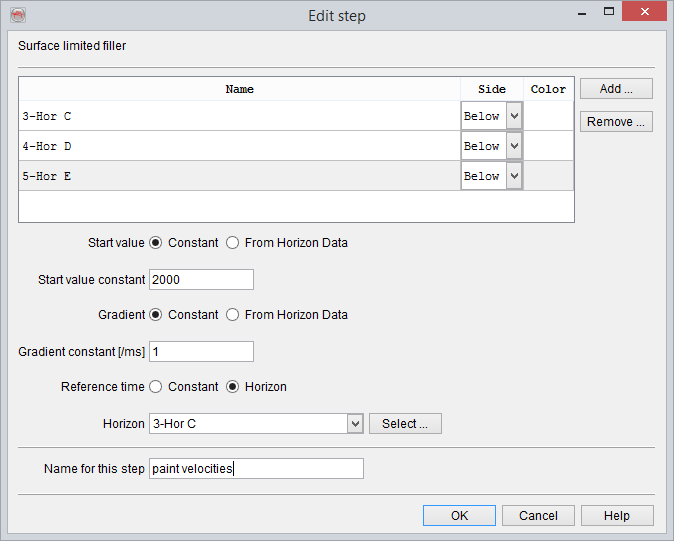 Edit step
Surface limited filler
Name Side Color
3-Hor C Below
4-Hor D Below
5-Hor E Below
Add ...
Remove ...
Start value Constant From Horizon Data
Start value constant 2000
Gradient Constant From Horizon Data
Gradient constant [/ms] 1
Reference time Constant Horizon
Horizon 3-Hor C Select ...
Name for this step paint velocities
OK Cancel Help